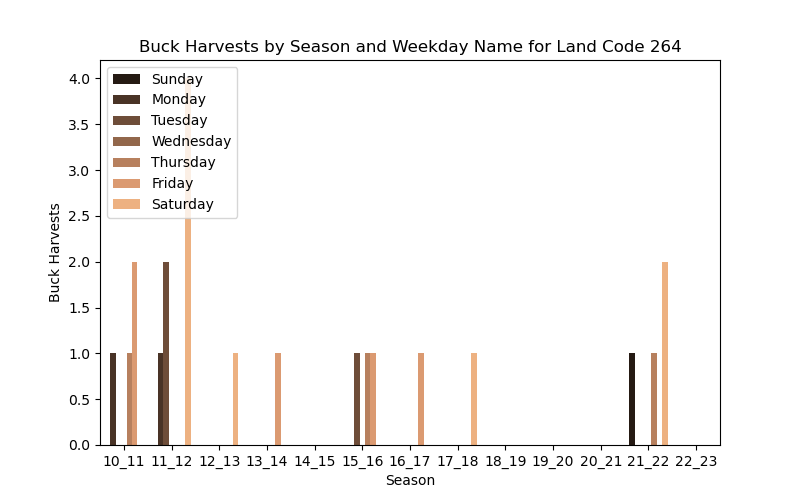 Buck Harvests by Season and Weekday Name for Land Code 264
Sunday
Monday
Tuesday
Wednesday
Thursday
Friday
Saturday
4.0
3.5
3.0
2.5
2.0
1.5
1.0
0.5
0.0
Buck Harvests
10_11 11_12 12_13 13_14 14_15 15_16 16_17 17_18 18_19 19_20 20_21 21_22 22_23
Season